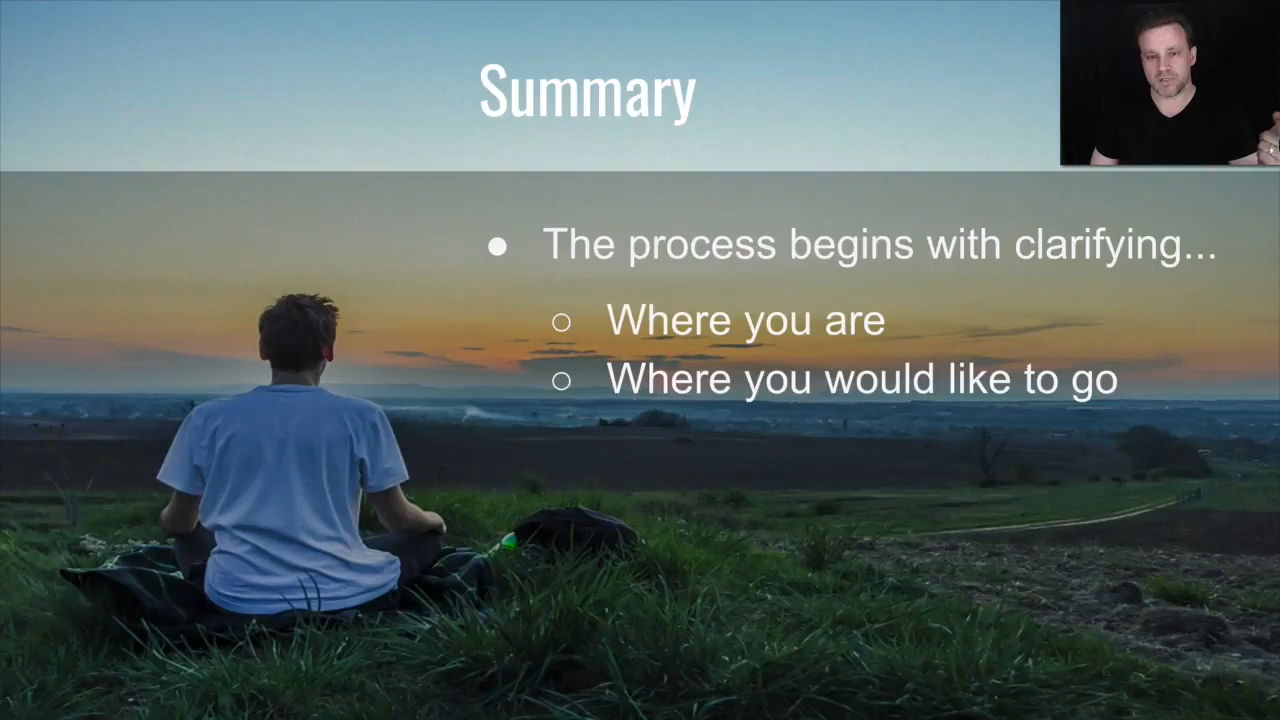 Summary
● The process begins with clarifying...
○ Where you are
○ Where you would like to go